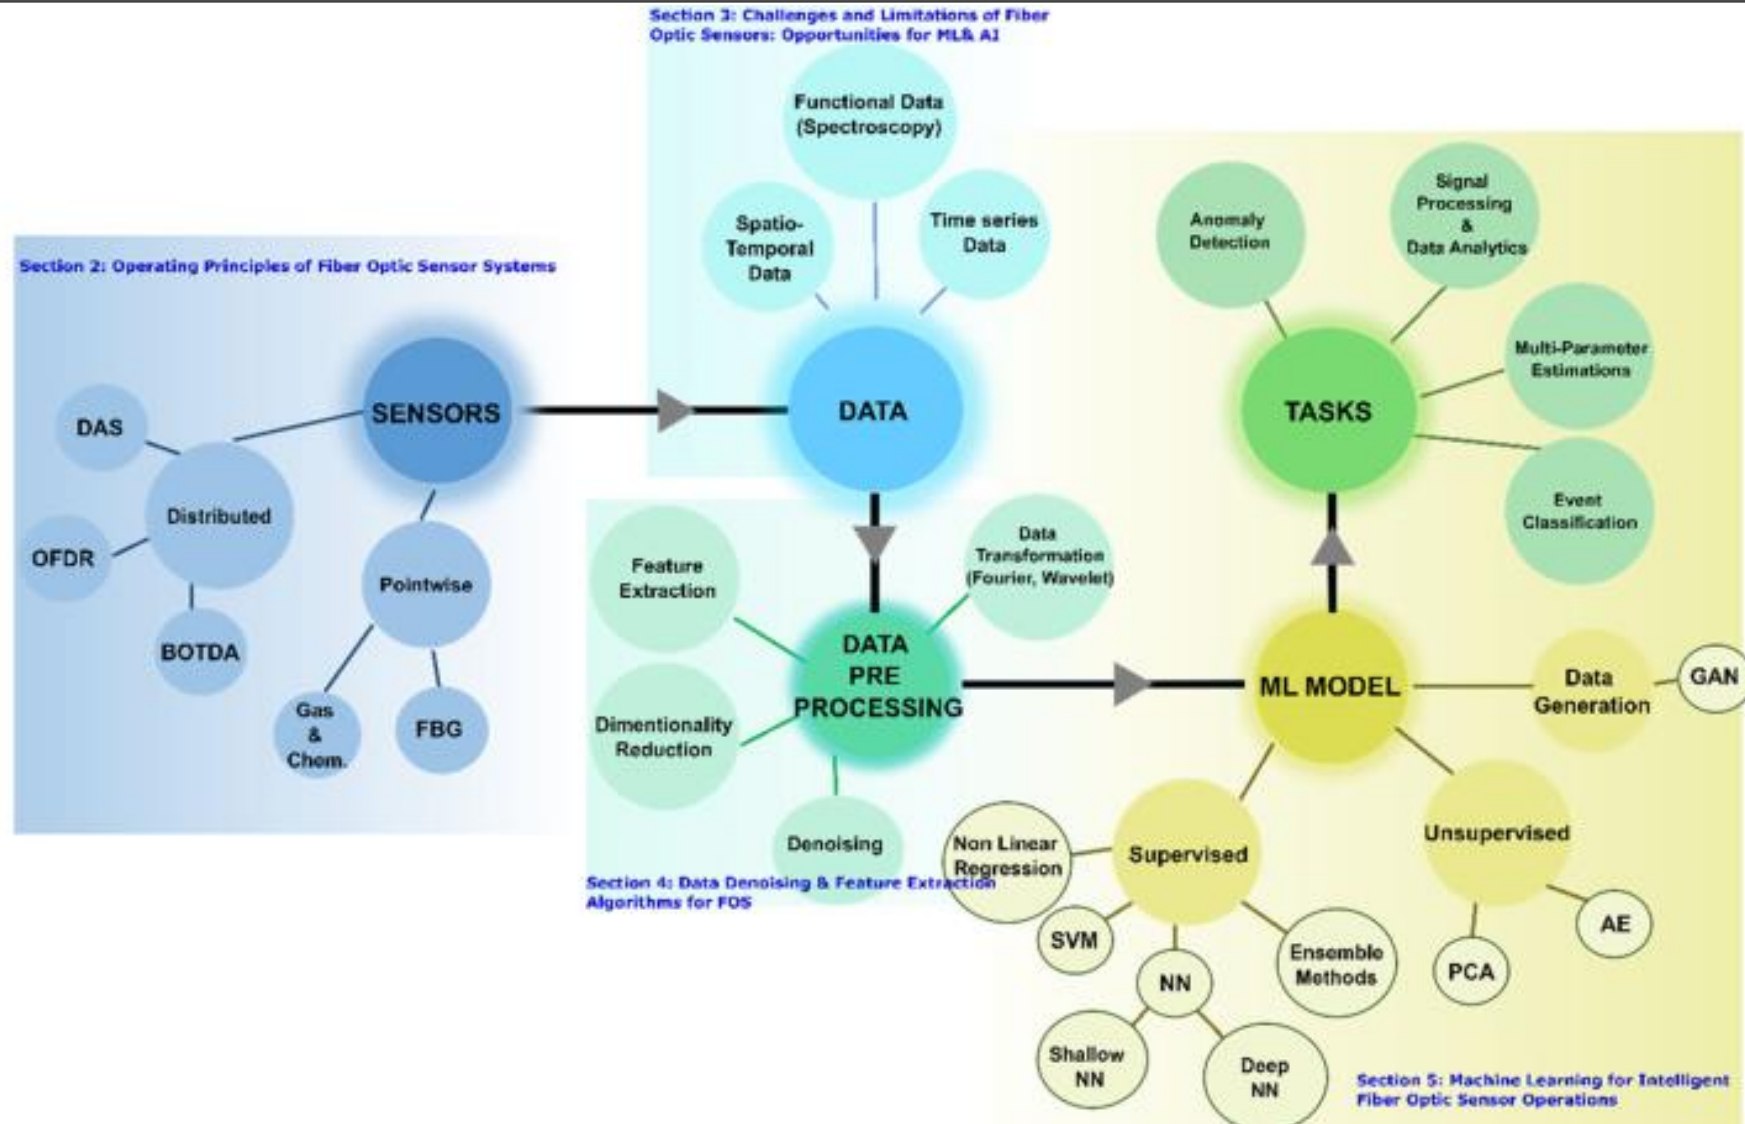 Section 3: Challenges and Limitations of Fiber
Optic Sensors: Opportunities for ML& AI
Functional Data
(Spectroscopy)
Spatio-
Temporal
Data
Time series
Data
DATA
Section 2: Operating Principles of Fiber Optic Sensor Systems
SENSORS
DAS
Distributed
OFDR
BOTDA
Pointwise
Gas
&
Chem.
FBG
Feature
Extraction
Data
Transformation
(Fourier, Wavelet)
DATA
PRE
PROCESSING
Dimentionality
Reduction
Denoising
Section 4: Data Denoising & Feature Extraction
Algorithms for FOS
Anomaly
Detection
Signal
Processing
&
Data Analytics
Multi-Parameter
Estimations
TASKS
Event
Classification
ML MODEL
Data
Generation
GAN
Supervised
Unsupervised
Non Linear
Regression
SVM
NN
Ensemble
Methods
Shallow
NN
Deep
NN
PCA
AE
Section 5: Machine Learning for Intelligent
Fiber Optic Sensor Operations